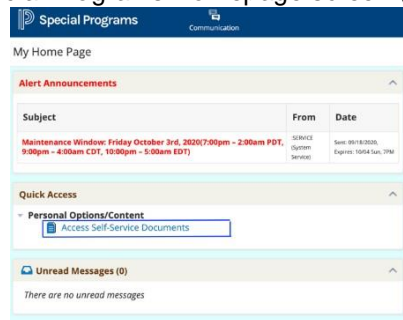 Special Programs
Communication
My Home Page
Alert Announcements
Subject From Date
Maintenance Window: Friday October 3rd, 2020(7:00pm – 2:00am PDT,
9:00pm – 4:00am CDT, 10:00pm – 5:00am EDT)
SERVICE
(System
Service)
Sent: 09/18/2020,
Expires: 10/04 Sun, 7PM
Quick Access
Personal Options/Content
Access Self-Service Documents
Unread Messages (0)
There are no unread messages